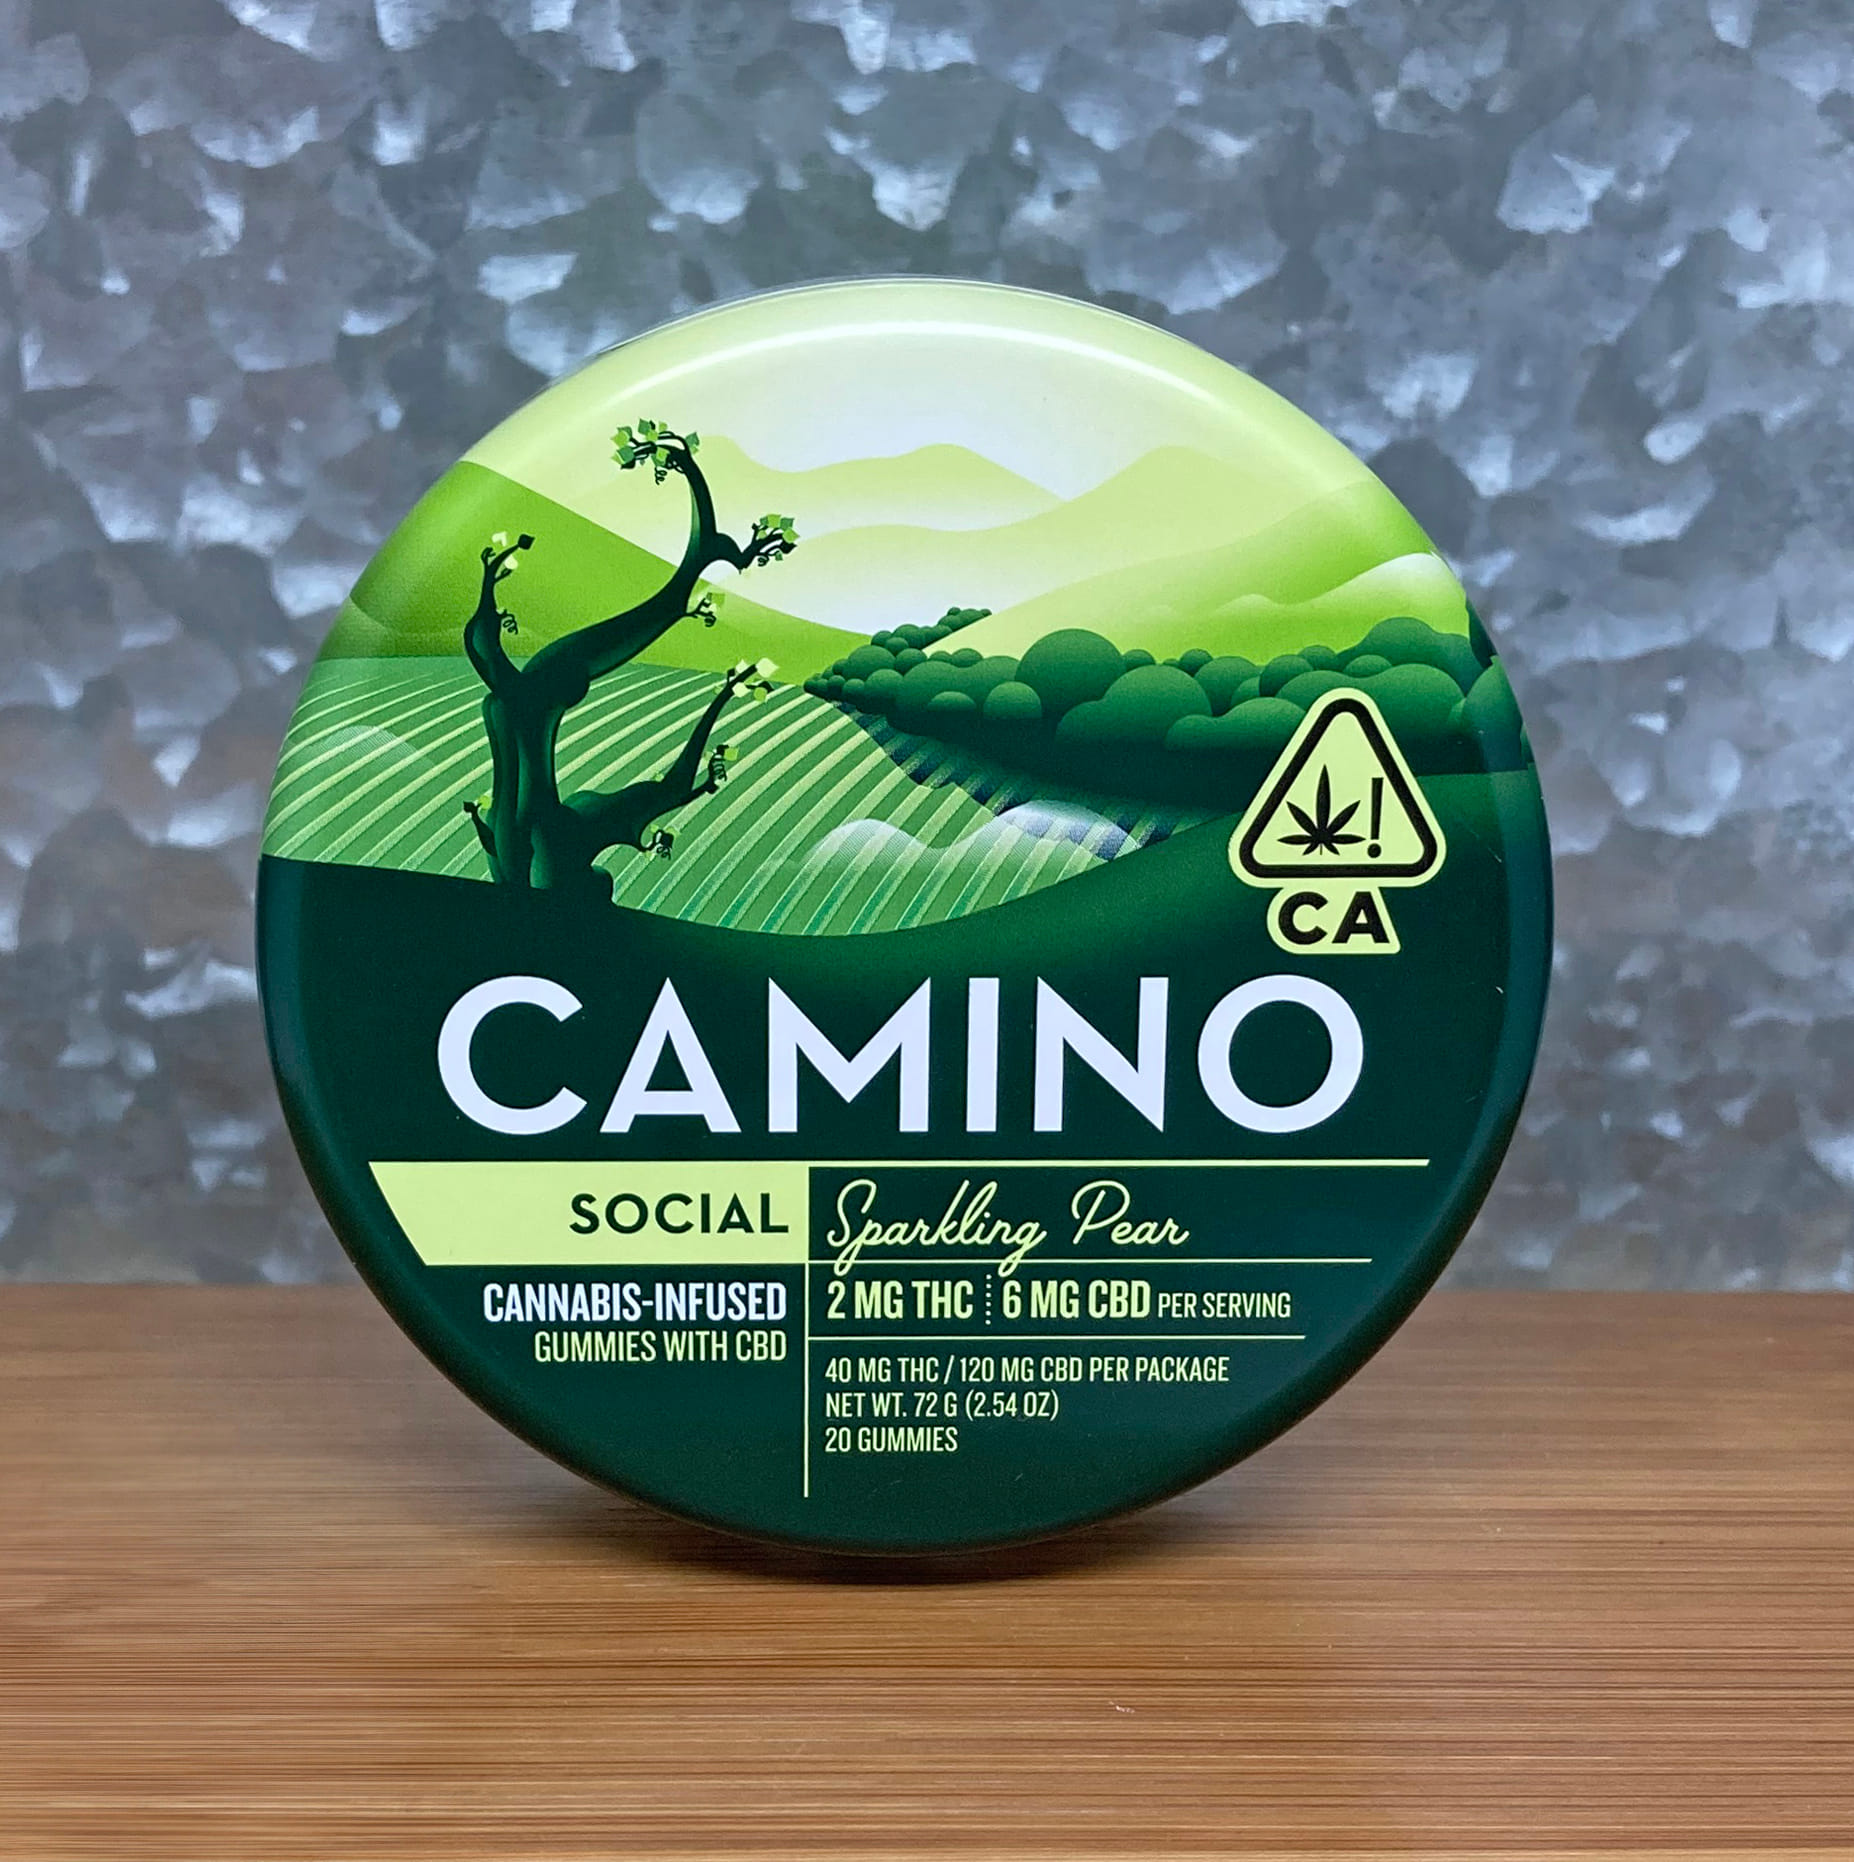 !
CA
CAMINO
SOCIAL
Sparkling Pear
CANNABIS-INFUSED
GUMMIES WITH CBD
2 MG THC 6 MG CBD PER SERVING
40 MG THC / 120 MG CBD PER PACKAGE
NET WT. 72 G (2.54 OZ)
20 GUMMIES